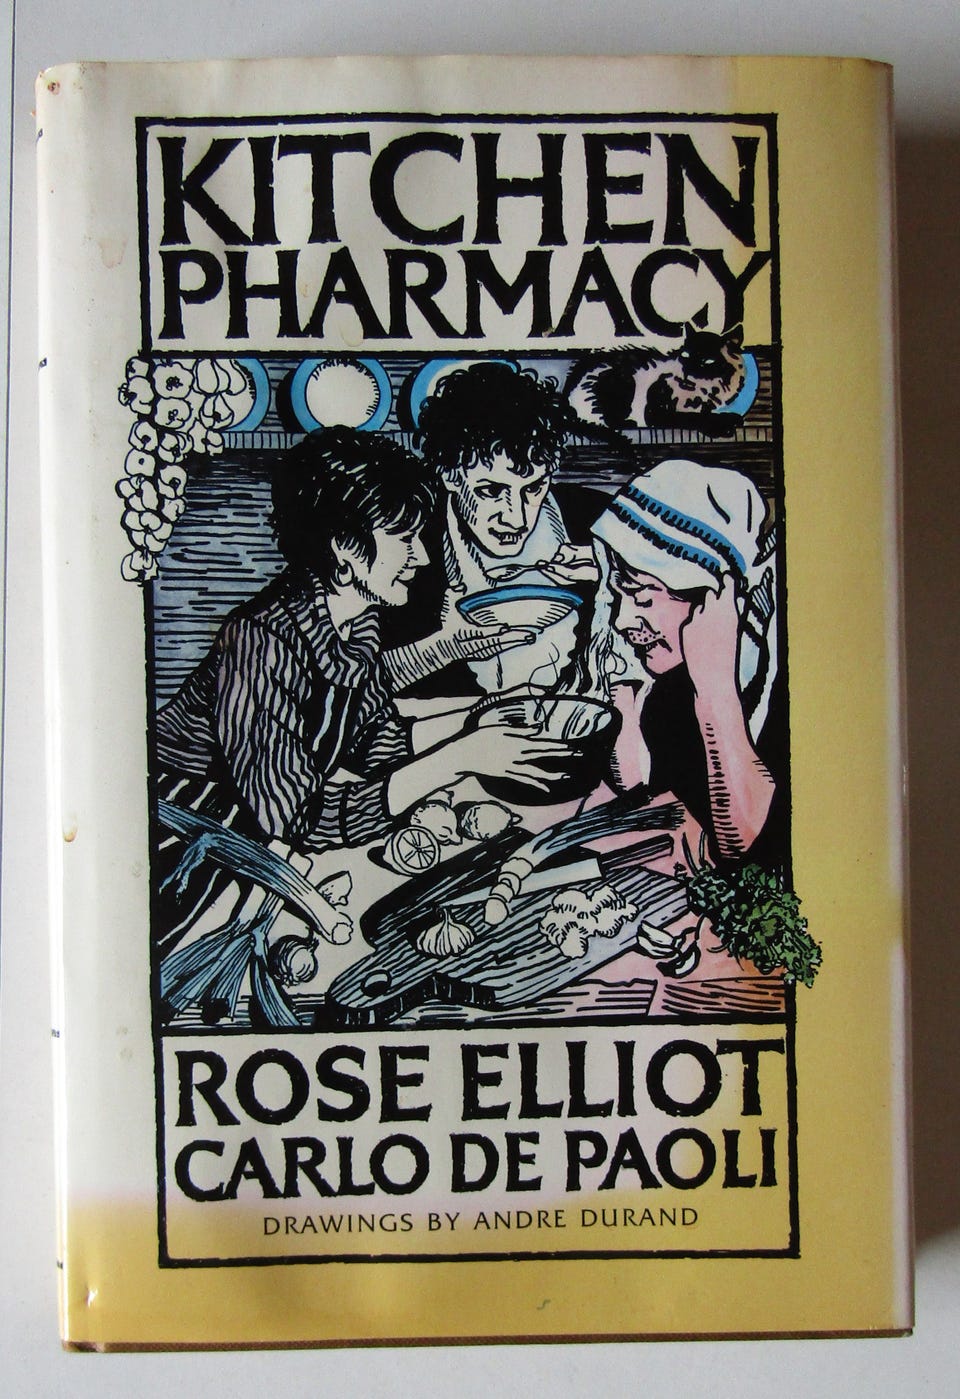 KITCHEN
PHARMACY
ROSE ELLIOT
CARLO DE PAOLI
DRAWINGS BY ANDRE DURAND